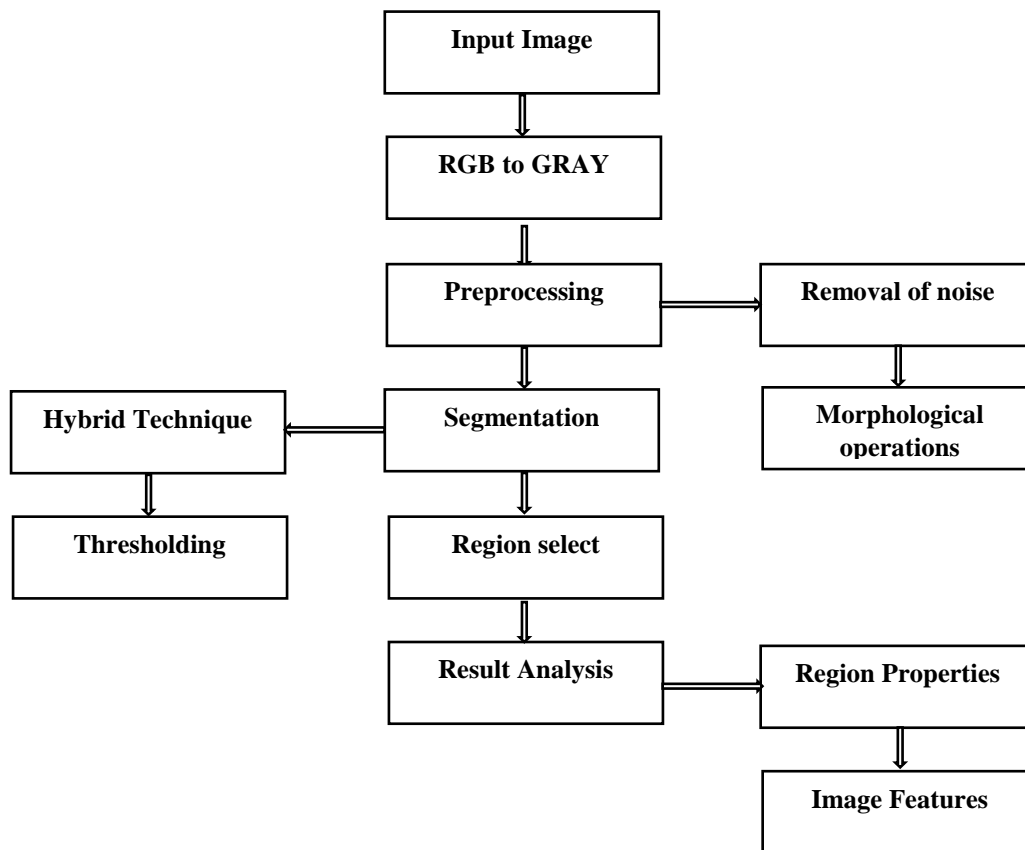 Input Image
RGB to GRAY
Preprocessing
Removal of noise
Hybrid Technique
Segmentation
Morphological
operations
Thresholding
Region select
Result Analysis
Region Properties
Image Features